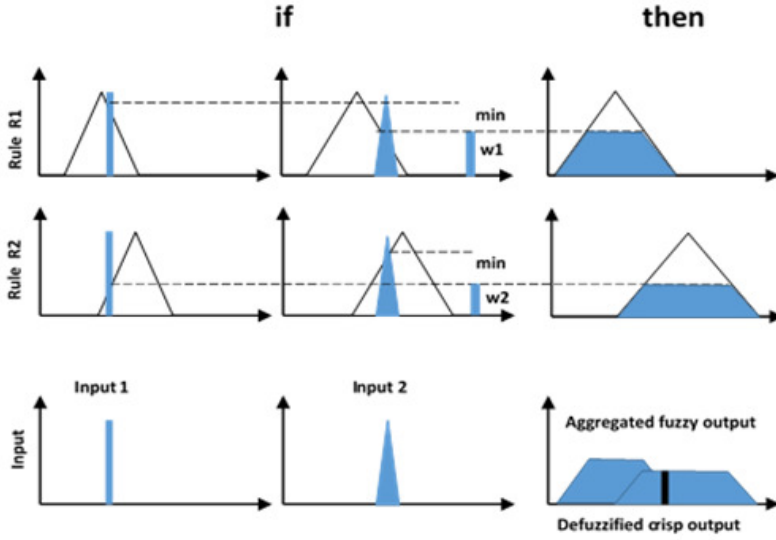 if then
Rule R1
min
w1
Rule R2
min
w2
Input 1 Input 2
Input
Aggregated fuzzy output
Defuzzified crisp output